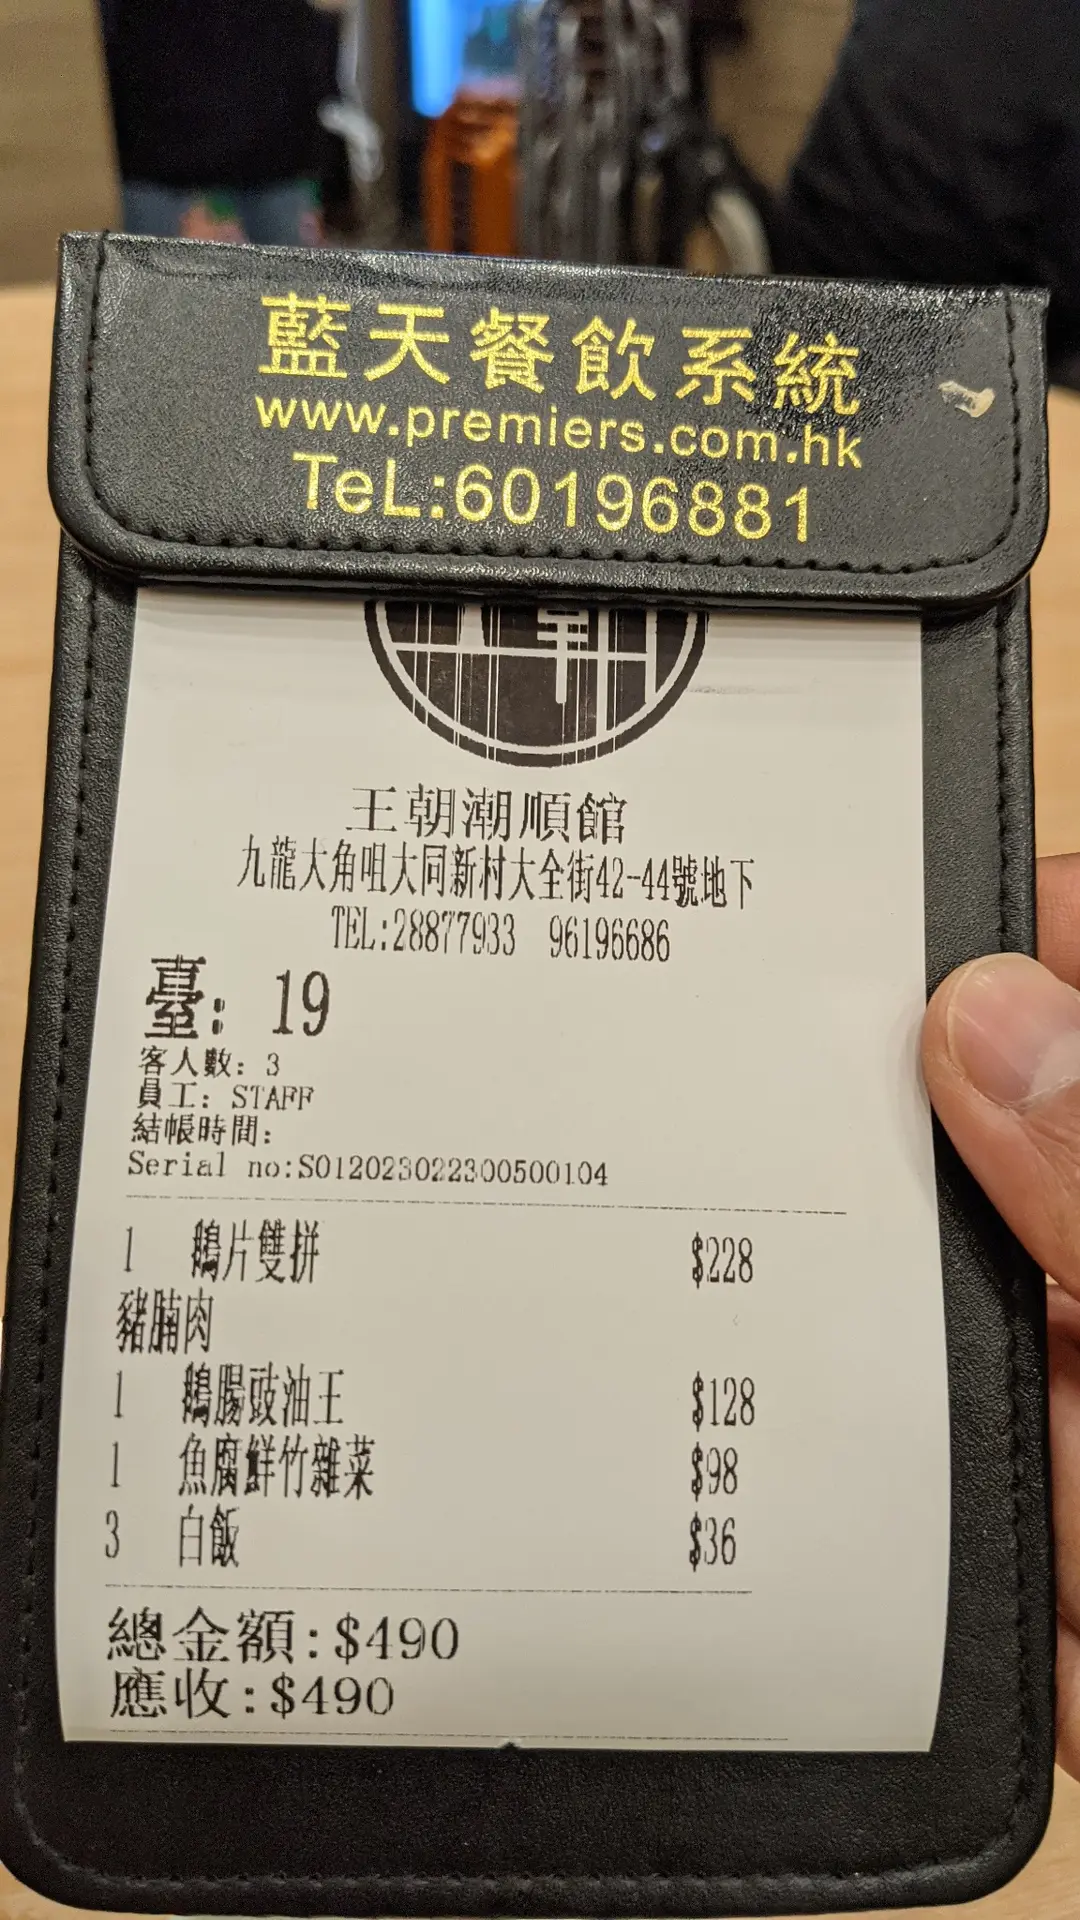 藍天餐飲系統
www.premiers.com.hk
TeL:60196881
朝
王朝潮順館
九龍大角咀大同新村大全街42-44號地下
TEL:28877933 96196686
臺: 19
客人數: 3
員工: STAFF
結帳時間:
Serial no:S012023022300500104
1 鵝片雙拼 $228
豬腩肉
1 鵝腸豉油王 $128
1 魚腐鮮竹雜菜 $98
3 白飯 $36
總金額:$490
應收:$490